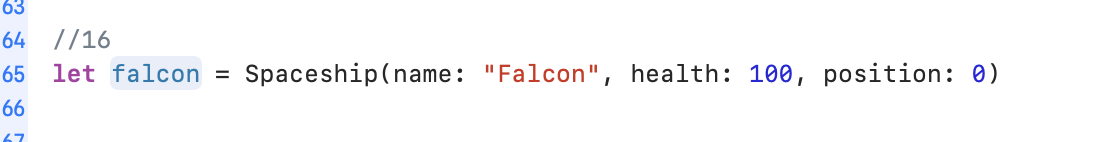 63
64 //16
65 let falcon = Spaceship(name: "Falcon", health: 100, position: 0)
66
67